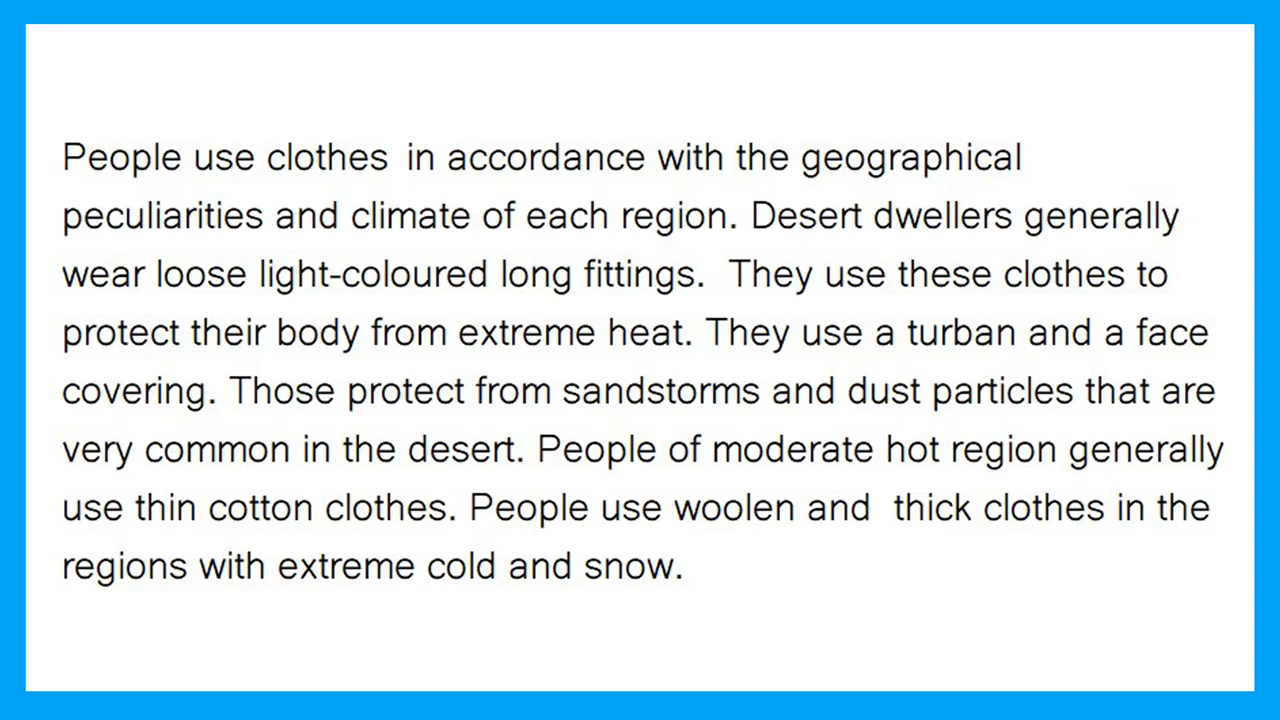 People use clothes in accordance with the geographical
peculiarities and climate of each region. Desert dwellers generally
wear loose light-coloured long fittings. They use these clothes to
protect their body from extreme heat. They use a turban and a face
covering. Those protect from sandstorms and dust particles that are
very common in the desert. People of moderate hot region generally
use thin cotton clothes. People use woolen and thick clothes in the
regions with extreme cold and snow.